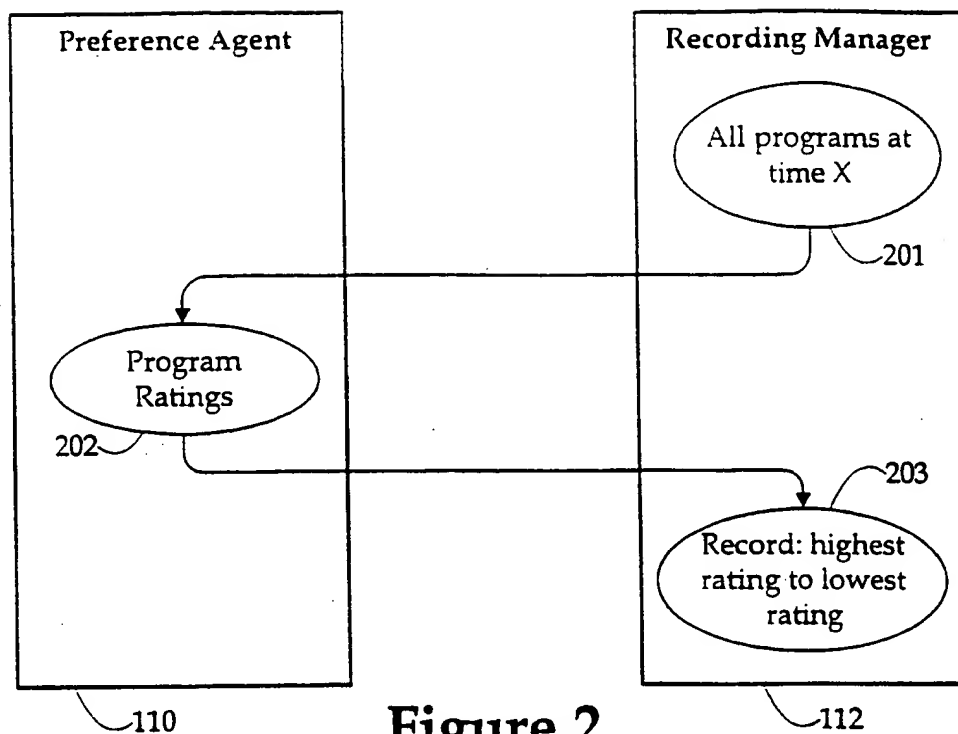 Preference Agent
Recording Manager
All programs at
time X
201
Program
Ratings
202
203
Record: highest
rating to lowest
rating
110
112
Figure 2